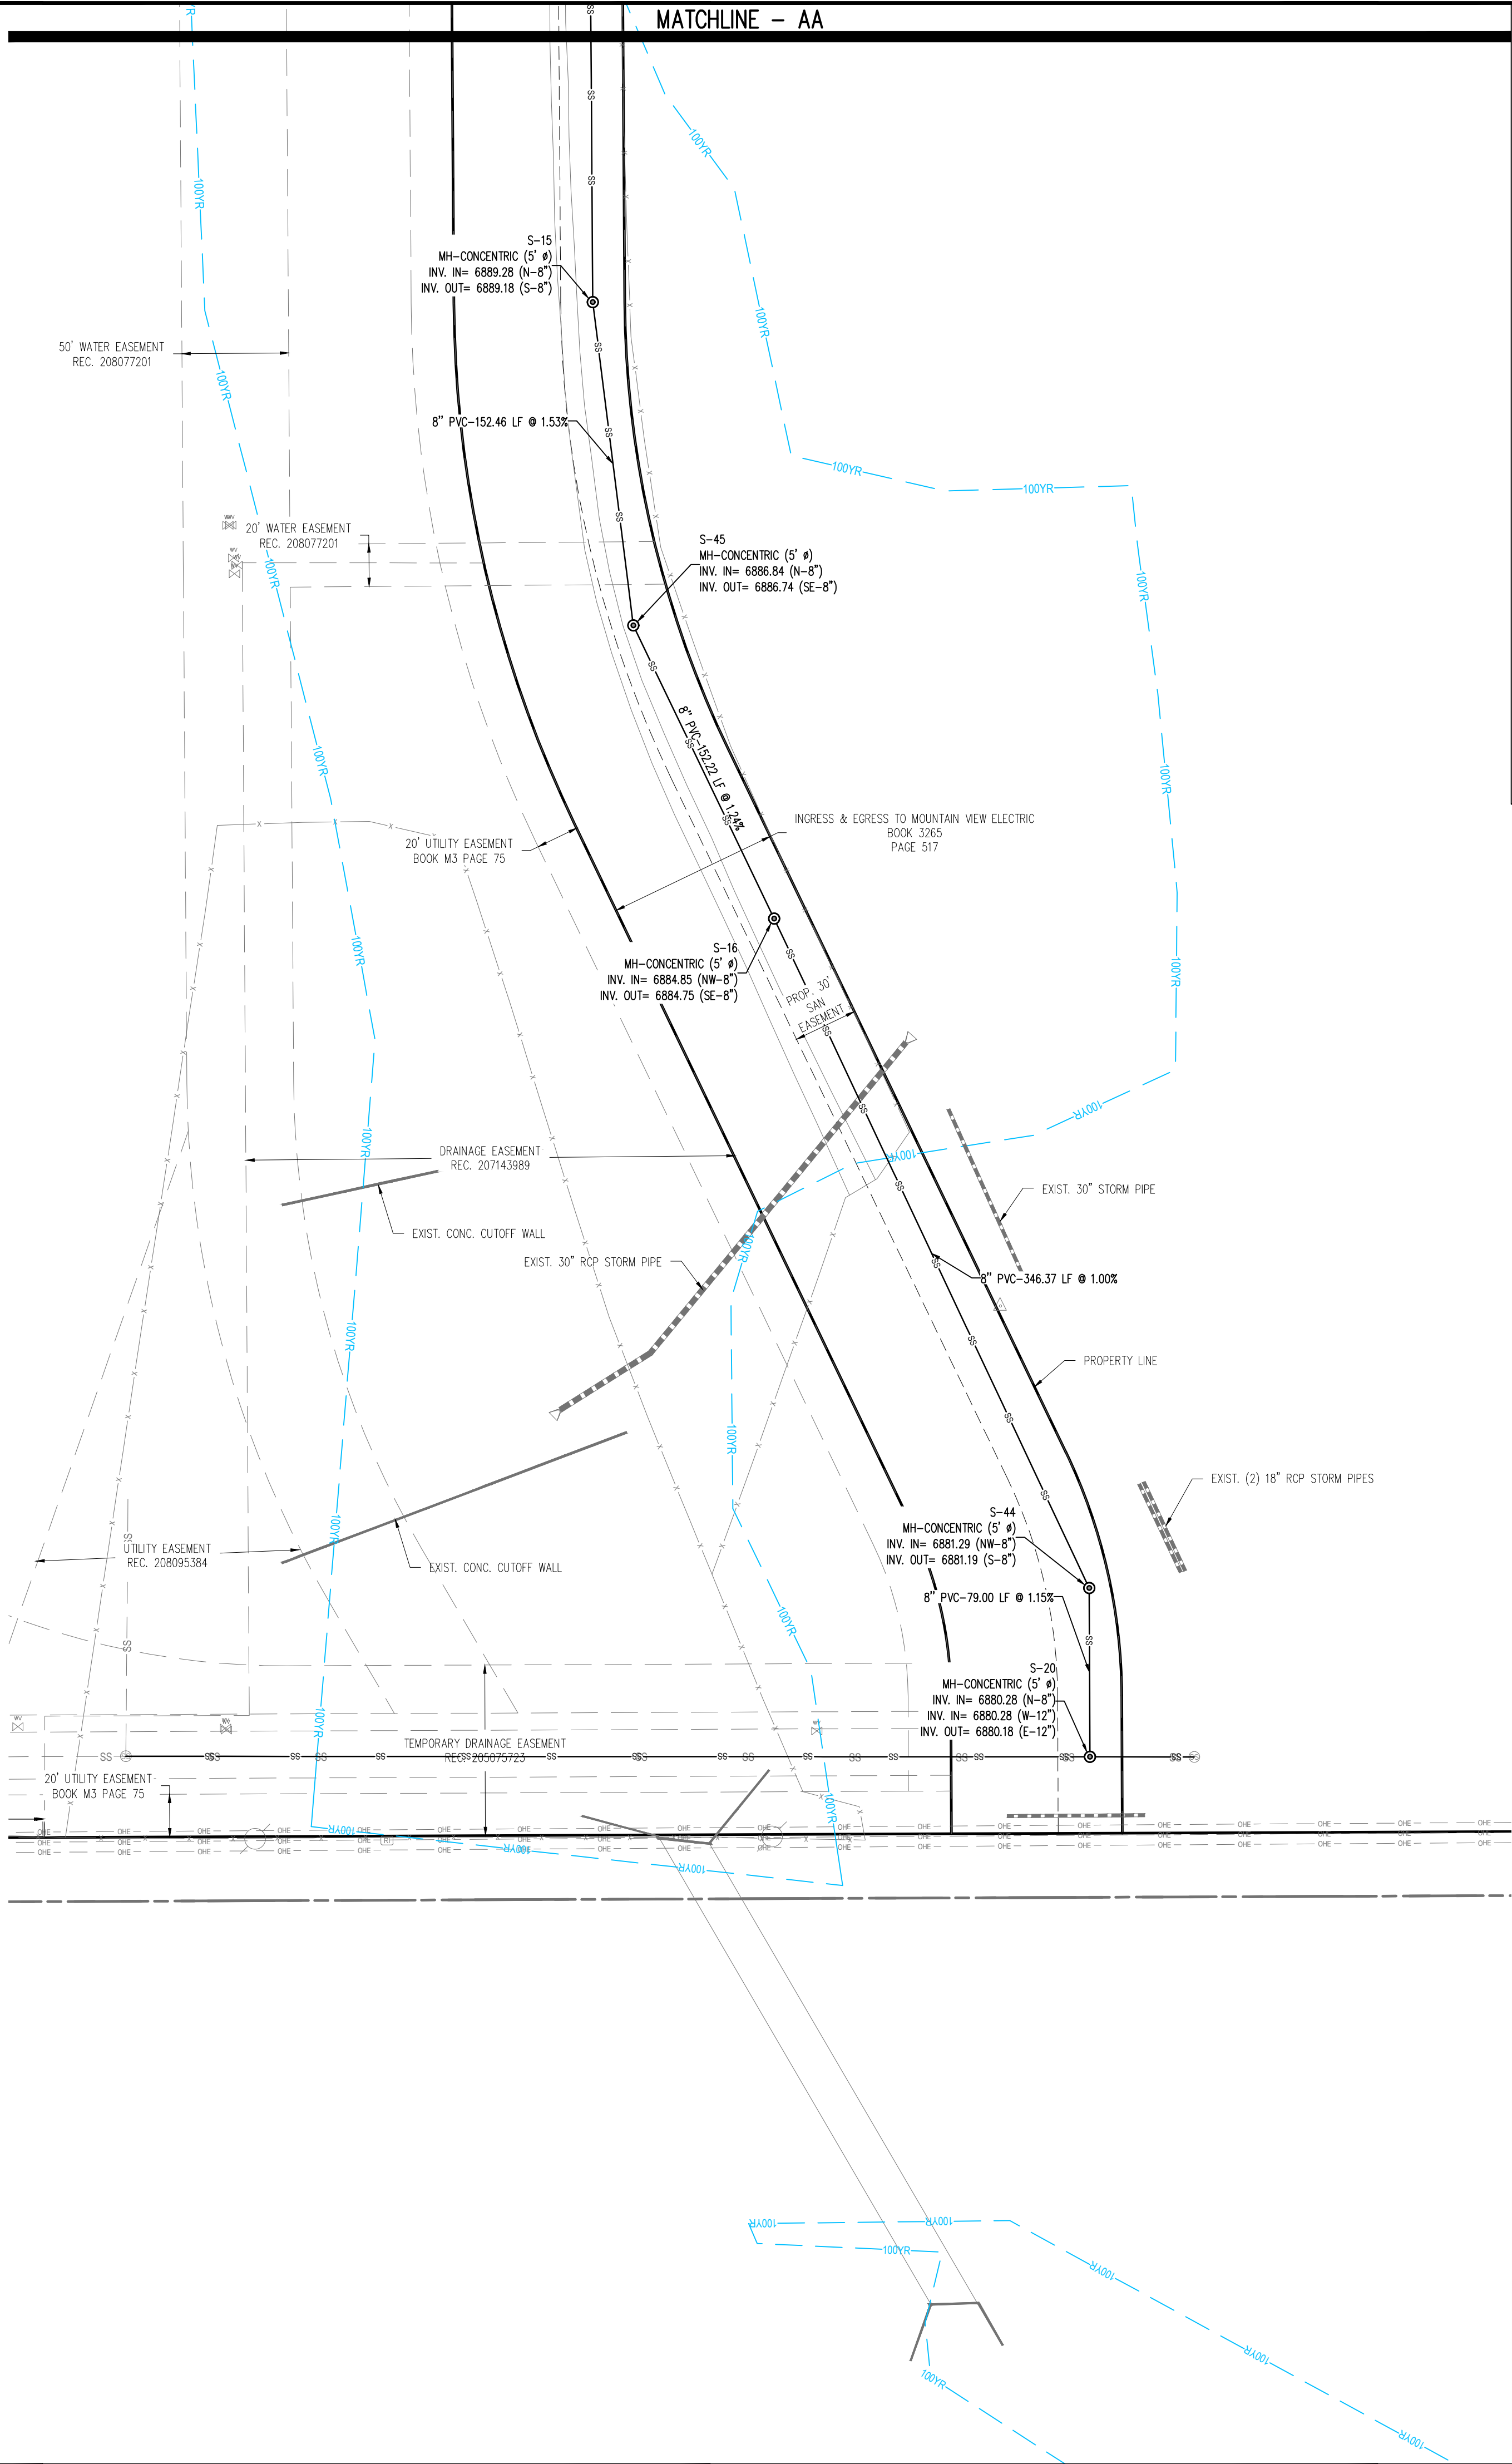 MATCHLINE – AA
S–15
MH–CONCENTRIC (5' ø)
INV. IN= 6889.28 (N–8")
INV. OUT= 6889.18 (S–8")
50' WATER EASEMENT
REC. 208077201
8" PVC–152.46 LF @ 1.53%
20' WATER EASEMENT
REC. 208077201
S–45
MH–CONCENTRIC (5' ø)
INV. IN= 6886.84 (N–8")
INV. OUT= 6886.74 (SE–8")
8" PVC–152.22 LF @ 1.24%
INGRESS & EGRESS TO MOUNTAIN VIEW ELECTRIC
BOOK 3265
PAGE 517
20' UTILITY EASEMENT
BOOK M3 PAGE 75
S–16
MH–CONCENTRIC (5' ø)
INV. IN= 6884.85 (NW–8")
INV. OUT= 6884.75 (SE–8")
PROP. 30'
SAN
EASEMENT
DRAINAGE EASEMENT
REC. 207143989
EXIST. 30" STORM PIPE
EXIST. CONC. CUTOFF WALL
EXIST. 30" RCP STORM PIPE
8" PVC–346.37 LF @ 1.00%
PROPERTY LINE
EXIST. (2) 18" RCP STORM PIPES
S–44
MH–CONCENTRIC (5' ø)
INV. IN= 6881.29 (NW–8")
INV. OUT= 6881.19 (S–8")
UTILITY EASEMENT
REC. 208095384
EXIST. CONC. CUTOFF WALL
8" PVC–79.00 LF @ 1.15%
S–20
MH–CONCENTRIC (5' ø)
INV. IN= 6880.28 (N–8")
INV. IN= 6880.28 (W–12")
INV. OUT= 6880.18 (E–12")
TEMPORARY DRAINAGE EASEMENT
REC. 205075723
20' UTILITY EASEMENT
BOOK M3 PAGE 75
100YR
SS
OHE
WV